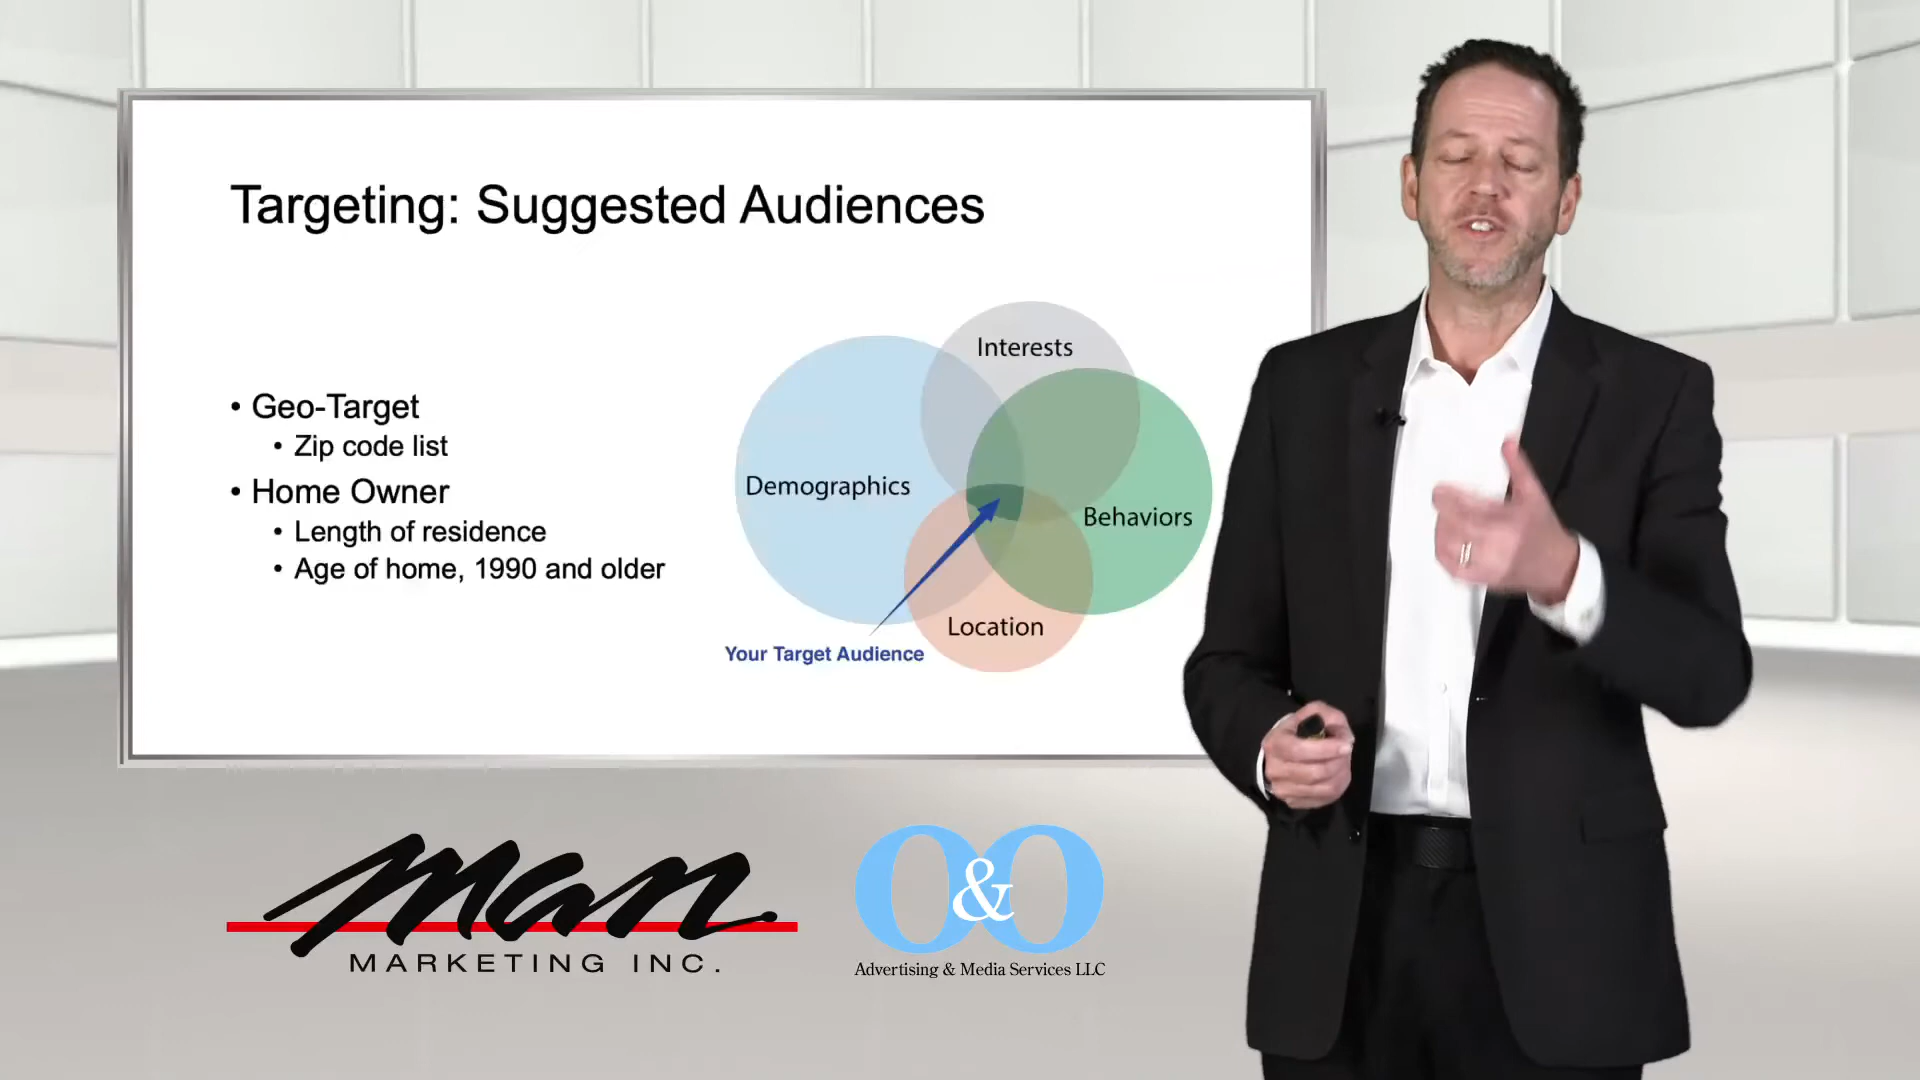 Targeting: Suggested Audiences
• Geo-Target
• Zip code list
• Home Owner
• Length of residence
• Age of home, 1990 and older
Interests
Demographics
Behaviors
Location
Your Target Audience
man
MARKETING INC.
O&O
Advertising & Media Services LLC